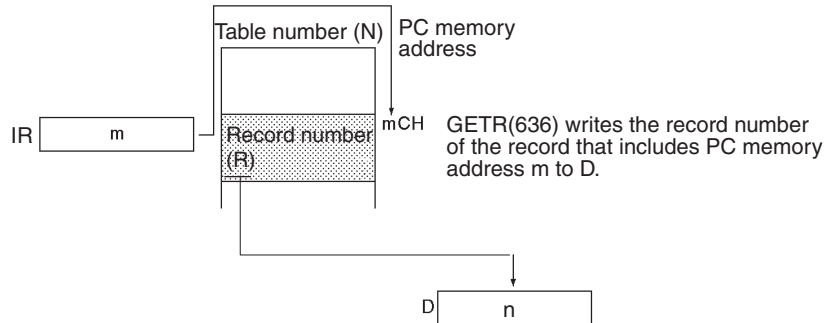 Table number (N)
PC memory
address
IR
m
Record number
(R)
mCH
GETR(636) writes the record number
of the record that includes PC memory
address m to D.
D
n